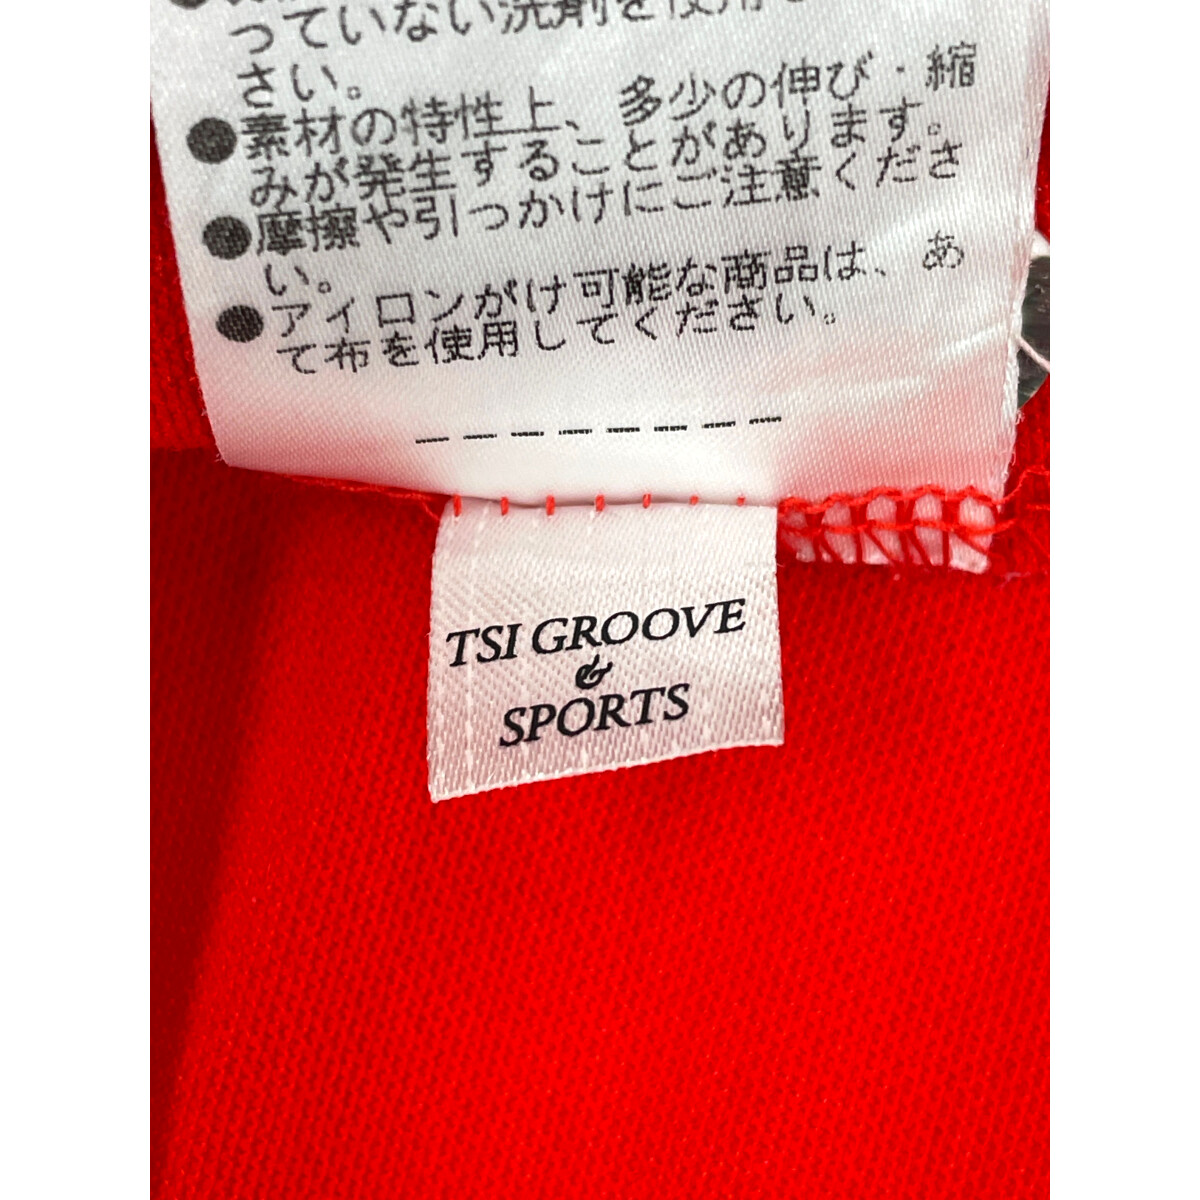 っていない洗剤を使用
さい。
●素材の特性上、多少の伸び・縮
みが発生することがあります。
●摩擦や引っかけにご注意くださ
い。
●アイロンがけ可能な商品は、あ
て布を使用してください。
TSI GROOVE
&
SPORTS